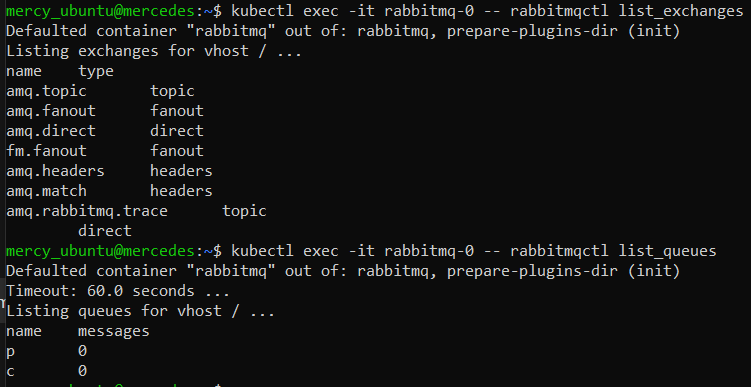 mercy_ubuntu@mercedes:~$ kubectl exec -it rabbitmq-0 -- rabbitmqctl list_exchanges
Defaulted container "rabbitmq" out of: rabbitmq, prepare-plugins-dir (init)
Listing exchanges for vhost / ...
name    type
amq.topic       topic
amq.fanout      fanout
amq.direct      direct
fm.fanout       fanout
amq.headers     headers
amq.match       headers
amq.rabbitmq.trace      topic
        direct
mercy_ubuntu@mercedes:~$ kubectl exec -it rabbitmq-0 -- rabbitmqctl list_queues
Defaulted container "rabbitmq" out of: rabbitmq, prepare-plugins-dir (init)
Timeout: 60.0 seconds ...
Listing queues for vhost / ...
name    messages
p       0
c       0